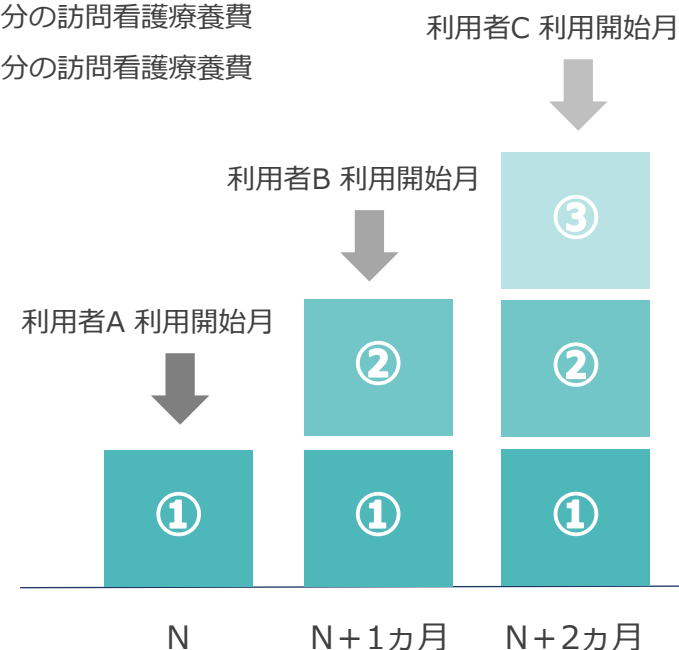 分の訪問看護療養費
分の訪問看護療養費
利用者C 利用開始月
利用者B 利用開始月
③
利用者A 利用開始月
② ②
① ① ①
N N＋1ヵ月 N＋2ヵ月